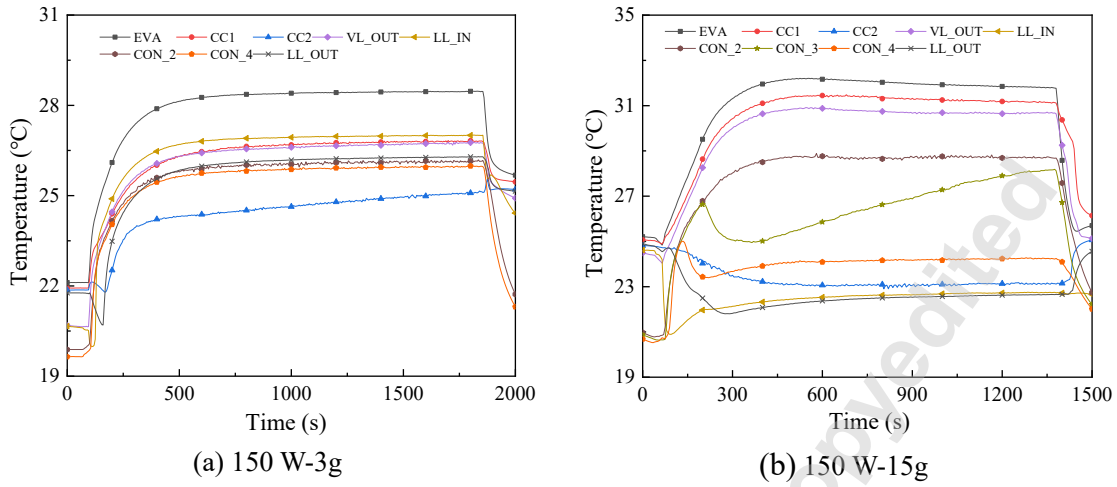 31
28
25
22
19
Temperature (℃)
EVA CC1 CC2 VL_OUT LL_IN
CON_2 CON_4 LL_OUT
0 500 1000 1500 2000
Time (s)
(a) 150 W-3g
35
31
27
23
19
Temperature (℃)
EVA CC1 CC2 VL_OUT LL_IN
CON_2 CON_3 CON_4 LL_OUT
0 300 600 900 1200 1500
Time (s)
(b) 150 W-15g
opyedited